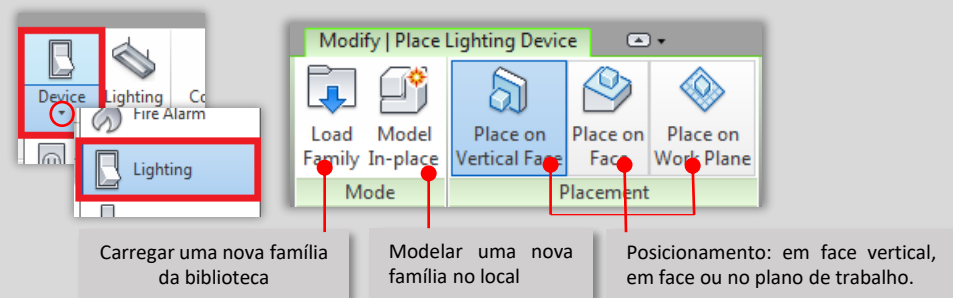 Device
Lighting
Fire Alarm
Lighting
Modify | Place Lighting Device
Load
Family
Model
In-place
Place on
Vertical Face
Place on
Face
Place on
Work Plane
Mode
Placement
Carregar uma nova família
da biblioteca
Modelar uma nova
família no local
Posicionamento: em face vertical,
em face ou no plano de trabalho.